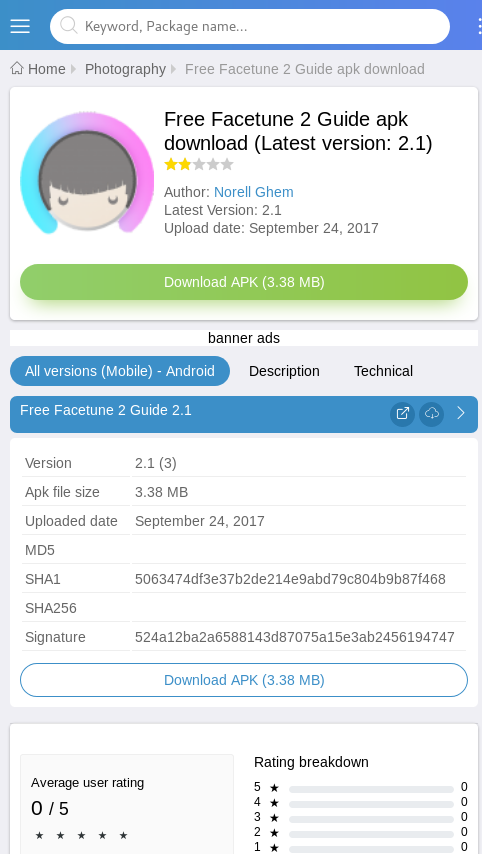 Keyword, Package name...
Home Photography Free Facetune 2 Guide apk download
Free Facetune 2 Guide apk
download (Latest version: 2.1)
Author: Norell Ghem
Latest Version: 2.1
Upload date: September 24, 2017
Download APK (3.38 MB)
banner ads
All versions (Mobile) - Android Description Technical
Free Facetune 2 Guide 2.1
Version 2.1 (3)
Apk file size 3.38 MB
Uploaded date September 24, 2017
MD5
SHA1 5063474df3e37b2de214e9abd79c804b9b87f468
SHA256
Signature 524a12ba2a6588143d87075a15e3ab2456194747
Download APK (3.38 MB)
Average user rating
0 / 5
Rating breakdown
5 ★ 0
4 ★ 0
3 ★ 0
2 ★ 0
1 ★ 0